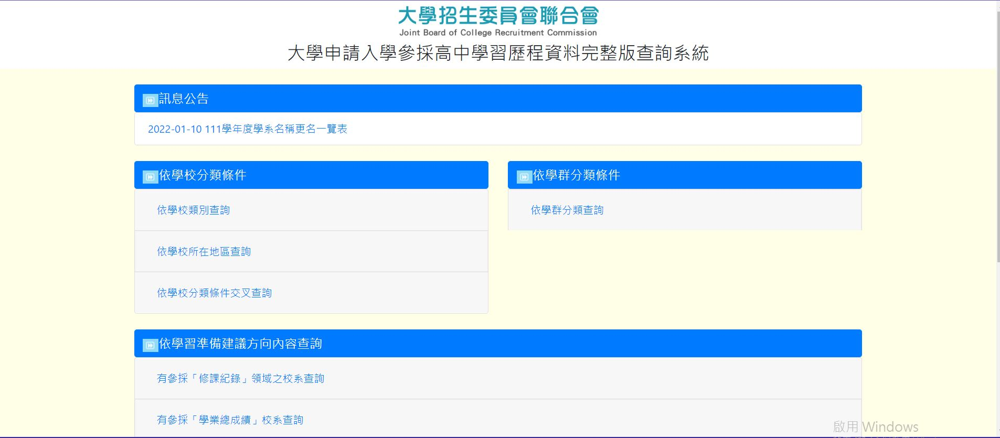 大學招生委員會聯合會
Joint Board of College Recruitment Commission
大學申請入學參採高中學習歷程資料完整版查詢系統
訊息公告
2022-01-10 111學年度學系名稱更名一覽表
依學校分類條件
依學校類別查詢
依學校所在地區查詢
依學校分類條件交叉查詢
依學群分類條件
依學群分類查詢
依學習準備建議方向內容查詢
有參採「修課紀錄」領域之校系查詢
有參採「學業總成績」校系查詢
啟用 Windows